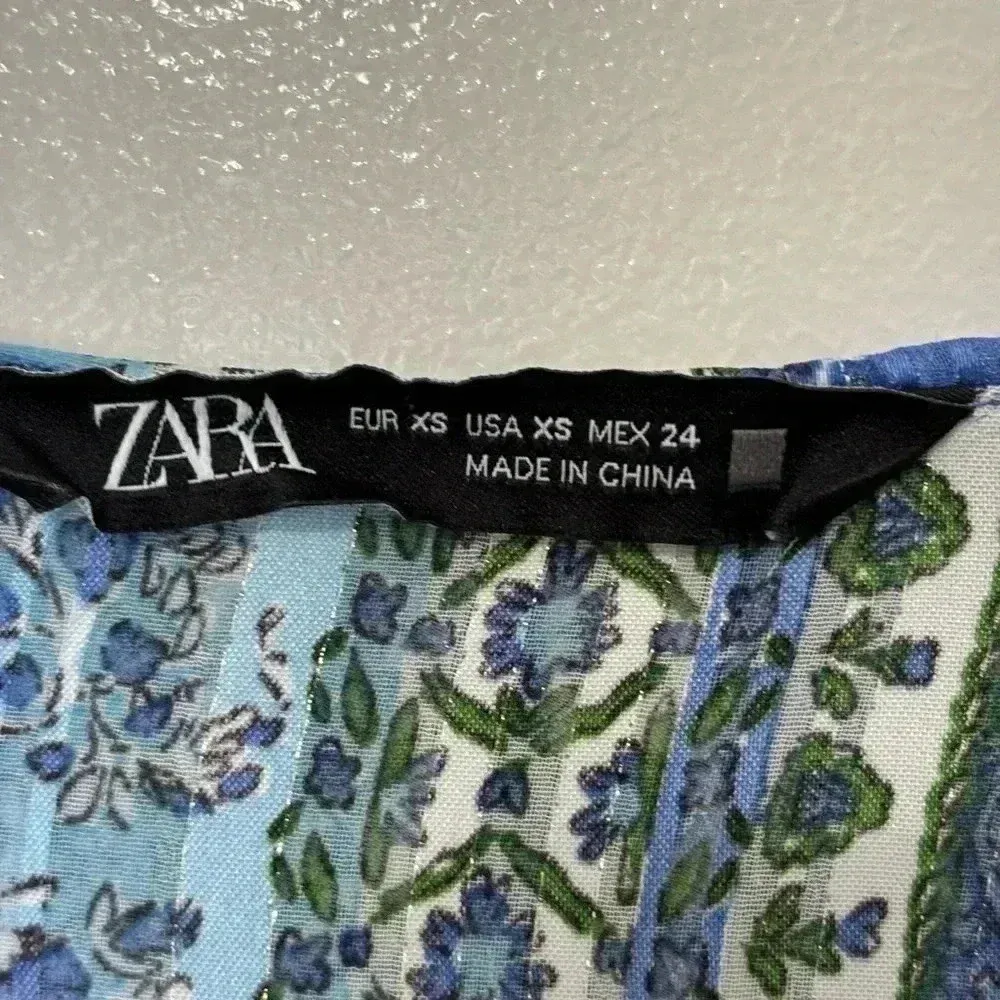 ZARA
EUR XS USA XS MEX 24
MADE IN CHINA